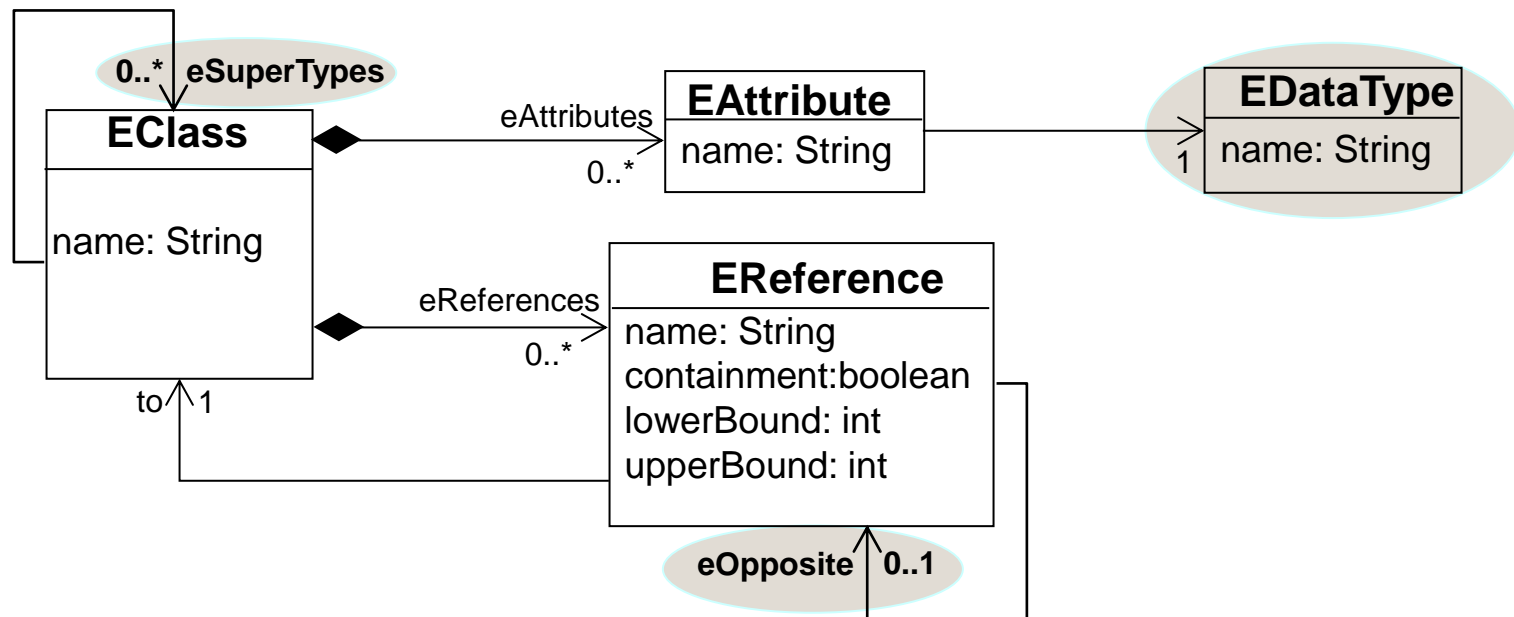 0..* eSuperTypes
EClass
name: String
eAttributes
0..*
EAttribute
name: String
1
EDataType
name: String
eReferences
0..*
EReference
name: String
containment:boolean
lowerBound: int
upperBound: int
to 1
eOpposite 0..1